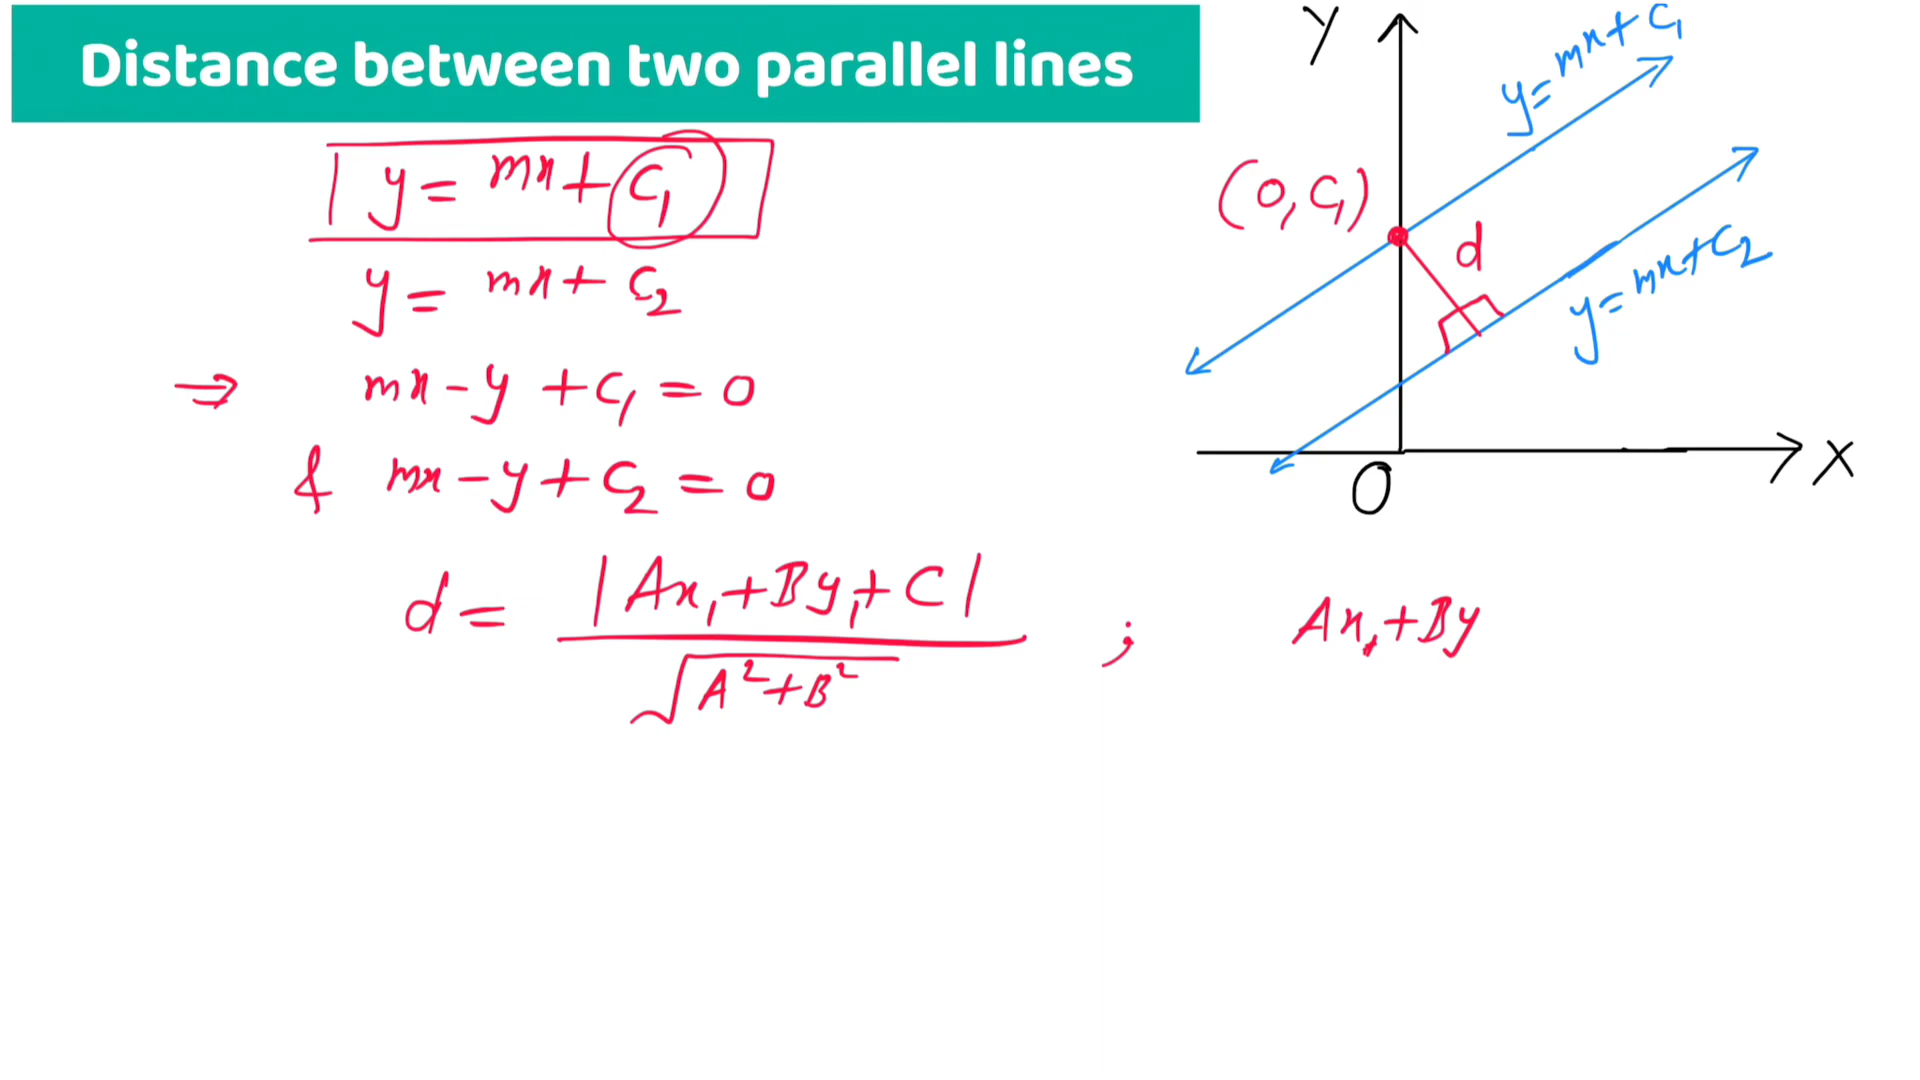 Distance between two parallel lines
y = mx + C₁
y = mx + C₂
⇒ mx - y + C₁ = 0
& mx - y + C₂ = 0
d = |Ax₁ + By₁ + C| / √(A² + B²) ; Ax₁ + By
Y
y = mx + C₁
(0, C₁)
d
y = mx + C₂
O
X